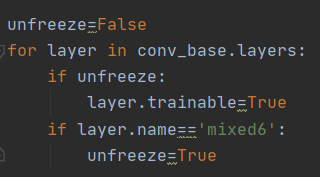 unfreeze=False
for layer in conv_base.layers:
    if unfreeze:
        layer.trainable=True
    if layer.name=='mixed6':
        unfreeze=True